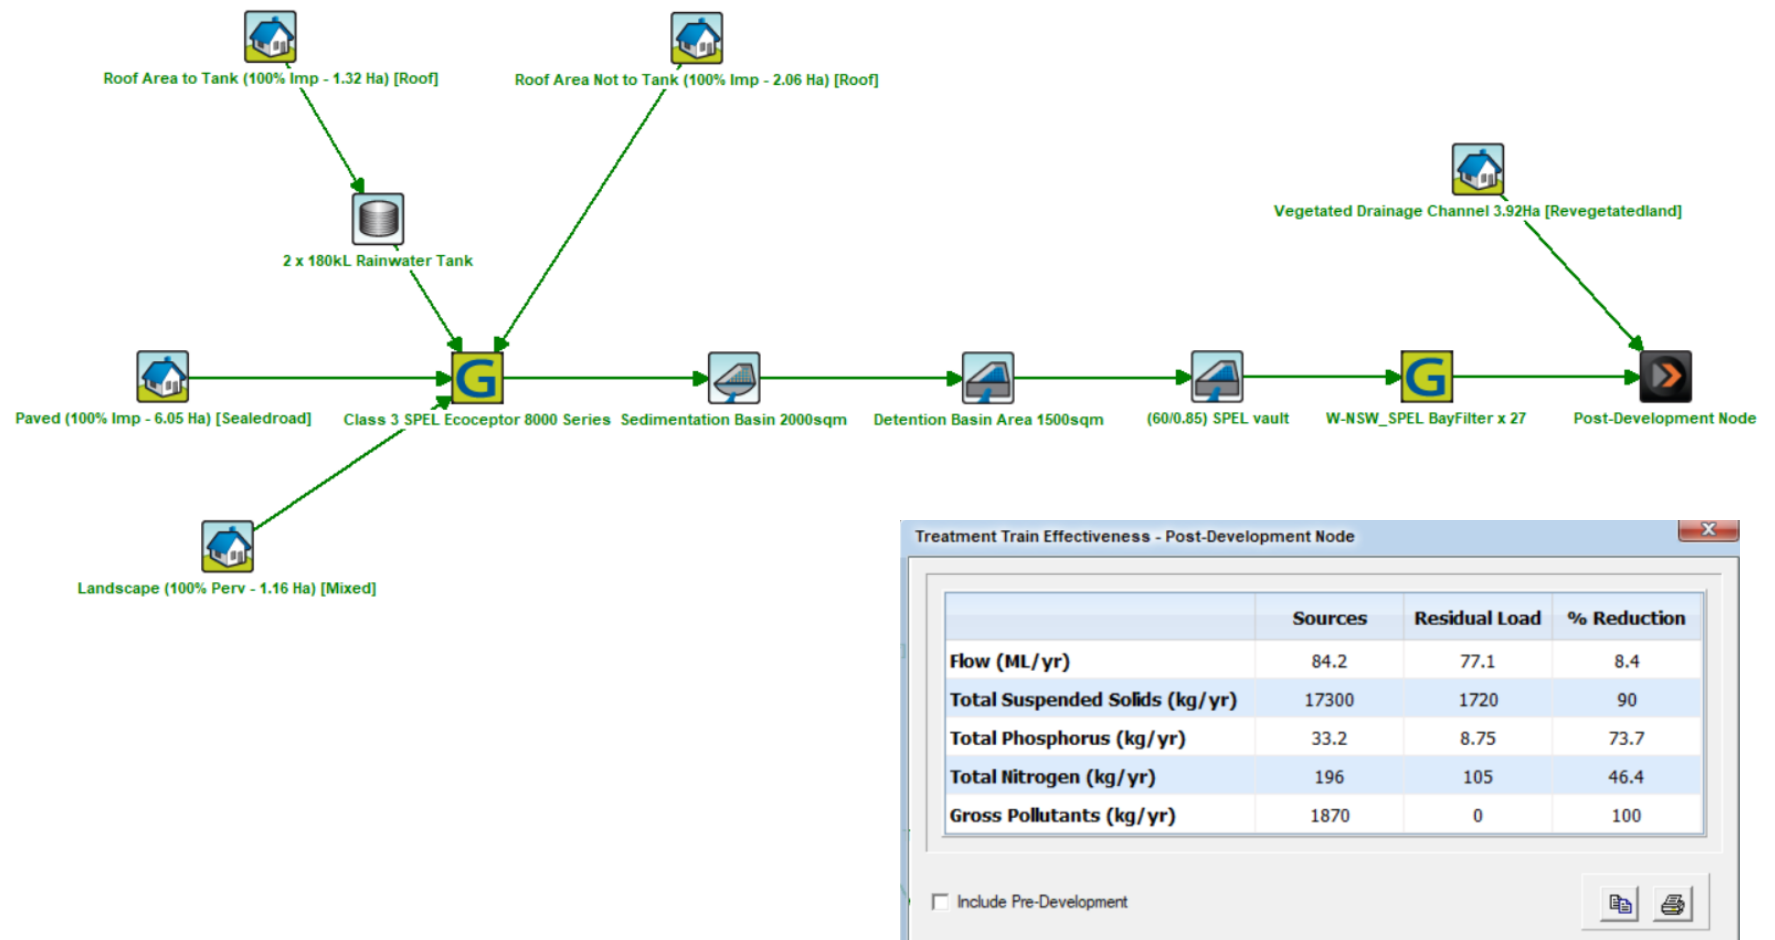 Roof Area to Tank (100% Imp - 1.32 Ha) [Roof]
Roof Area Not to Tank (100% Imp - 2.06 Ha) [Roof]
Vegetated Drainage Channel 3.92Ha [Revegetatedland]
2 x 180kL Rainwater Tank
G
G
Paved (100% Imp - 6.05 Ha) [Sealedroad]
Class 3 SPEL Ecoceptor 8000 Series
Sedimentation Basin 2000sqm
Detention Basin Area 1500sqm
(60/0.85) SPEL vault
W-NSW_SPEL BayFilter x 27
Post-Development Node
Landscape (100% Perv - 1.16 Ha) [Mixed]
Treatment Train Effectiveness - Post-Development Node
Sources Residual Load % Reduction
Flow (ML/yr) 84.2 77.1 8.4
Total Suspended Solids (kg/yr) 17300 1720 90
Total Phosphorus (kg/yr) 33.2 8.75 73.7
Total Nitrogen (kg/yr) 196 105 46.4
Gross Pollutants (kg/yr) 1870 0 100
Include Pre-Development